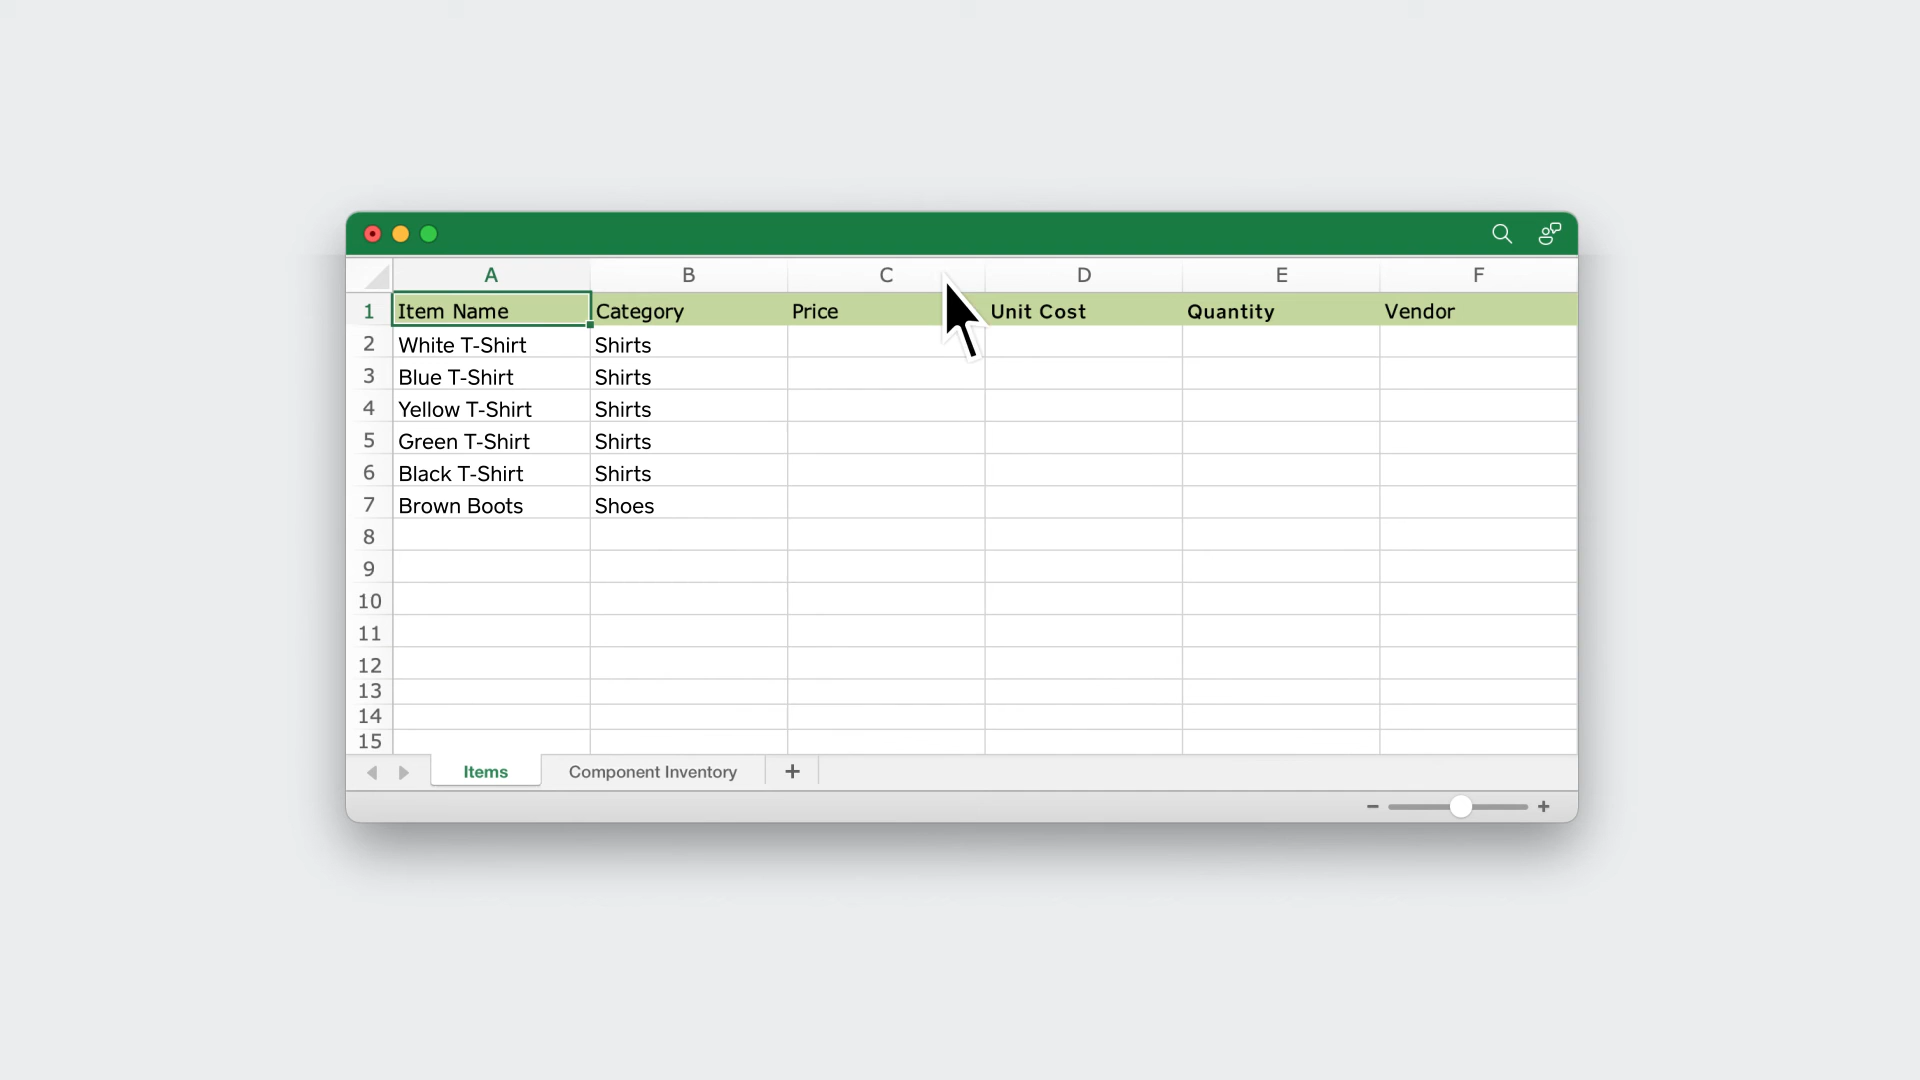 A B C D E F
1 Item Name Category Price Unit Cost Quantity Vendor
2 White T-Shirt Shirts
3 Blue T-Shirt Shirts
4 Yellow T-Shirt Shirts
5 Green T-Shirt Shirts
6 Black T-Shirt Shirts
7 Brown Boots Shoes
8
9
10
11
12
13
14
15
Items Component Inventory +